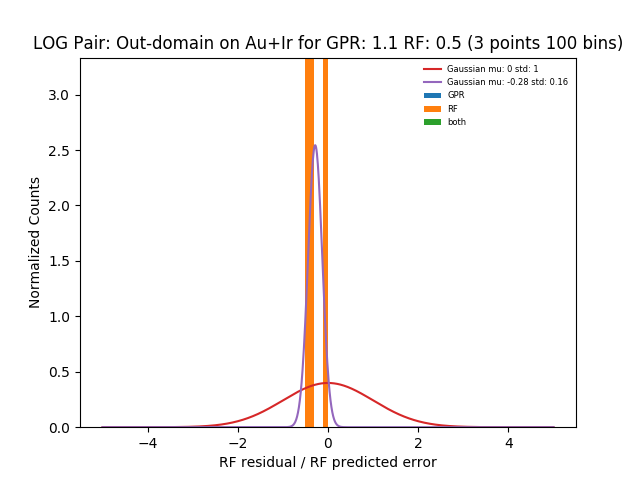 LOG Pair: Out-domain on Au+Ir for GPR: 1.1 RF: 0.5 (3 points 100 bins)
Gaussian mu: 0 std: 1
Gaussian mu: -0.28 std: 0.16
GPR
RF
both
Normalized Counts
3.0
2.5
2.0
1.5
1.0
0.5
0.0
−4 −2 0 2 4
RF residual / RF predicted error